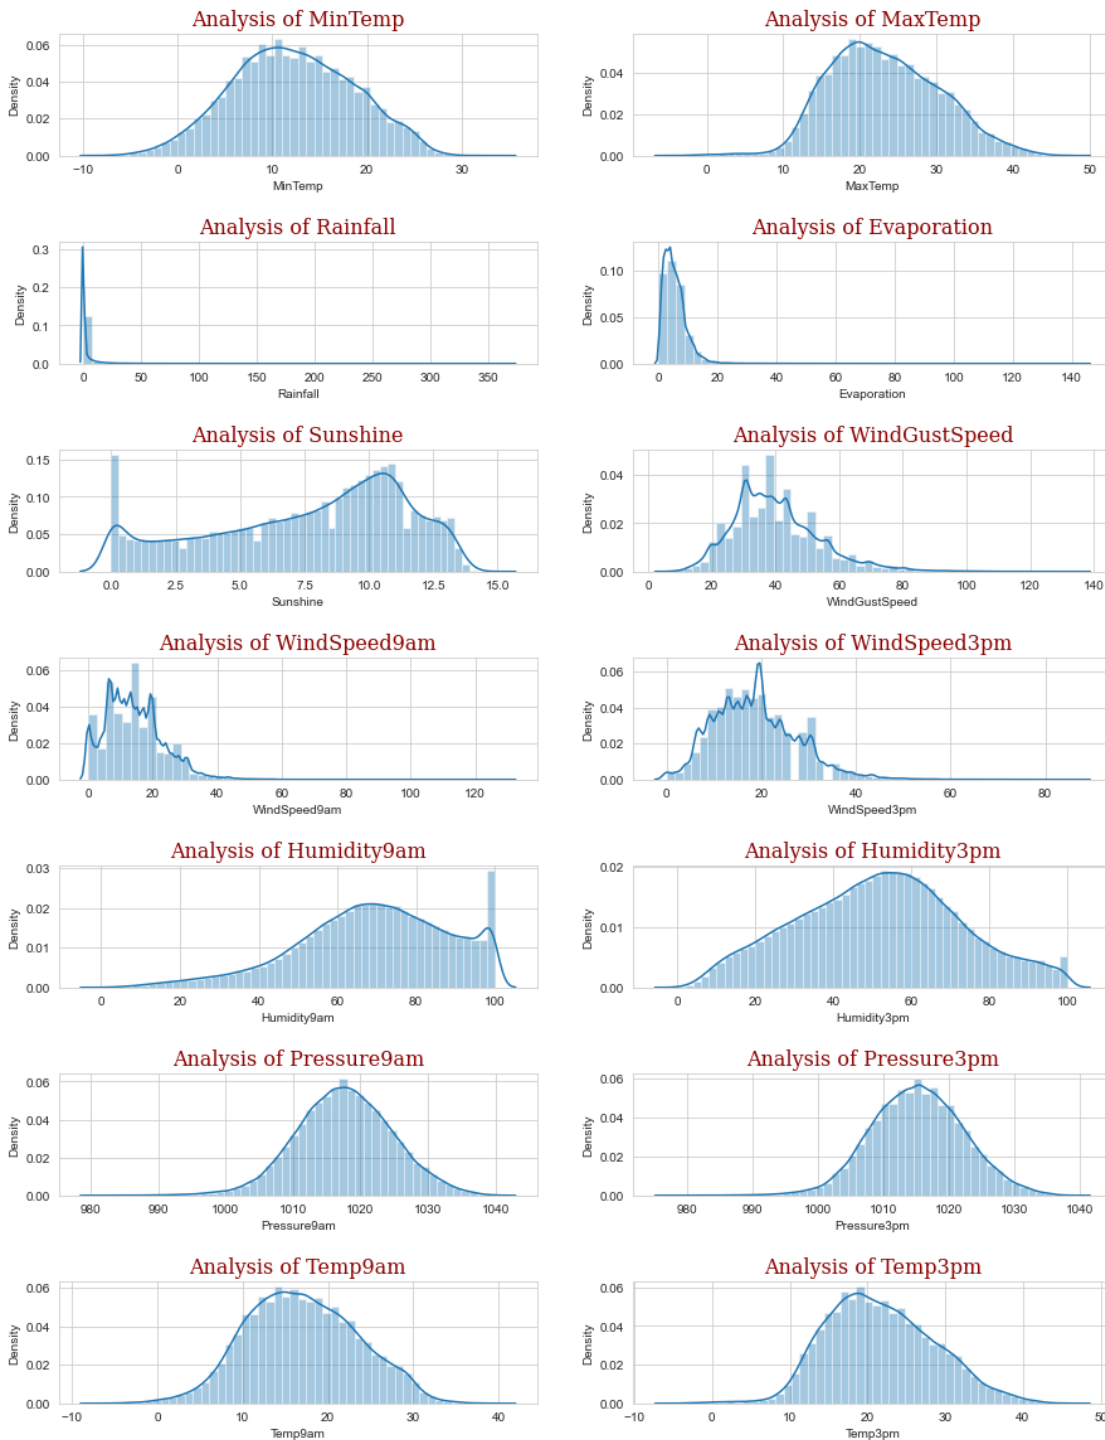 Analysis of MinTemp
Density
0.06
0.04
0.02
0.00
−10 0 10 20 30
MinTemp
Analysis of MaxTemp
Density
0.04
0.02
0.00
0 10 20 30 40 50
MaxTemp
Analysis of Rainfall
Density
0.3
0.2
0.1
0.0
0 50 100 150 200 250 300 350
Rainfall
Analysis of Evaporation
Density
0.10
0.05
0.00
0 20 40 60 80 100 120 140
Evaporation
Analysis of Sunshine
Density
0.15
0.10
0.05
0.00
0.0 2.5 5.0 7.5 10.0 12.5 15.0
Sunshine
Analysis of WindGustSpeed
Density
0.04
0.02
0.00
0 20 40 60 80 100 120 140
WindGustSpeed
Analysis of WindSpeed9am
Density
0.06
0.04
0.02
0.00
0 20 40 60 80 100 120
WindSpeed9am
Analysis of WindSpeed3pm
Density
0.06
0.04
0.02
0.00
0 20 40 60 80
WindSpeed3pm
Analysis of Humidity9am
Density
0.03
0.02
0.01
0.00
0 20 40 60 80 100
Humidity9am
Analysis of Humidity3pm
Density
0.02
0.01
0.00
0 20 40 60 80 100
Humidity3pm
Analysis of Pressure9am
Density
0.06
0.04
0.02
0.00
980 990 1000 1010 1020 1030 1040
Pressure9am
Analysis of Pressure3pm
Density
0.06
0.04
0.02
0.00
980 990 1000 1010 1020 1030 1040
Pressure3pm
Analysis of Temp9am
Density
0.06
0.04
0.02
0.00
−10 0 10 20 30 40
Temp9am
Analysis of Temp3pm
Density
0.06
0.04
0.02
0.00
−10 0 10 20 30 40 50
Temp3pm